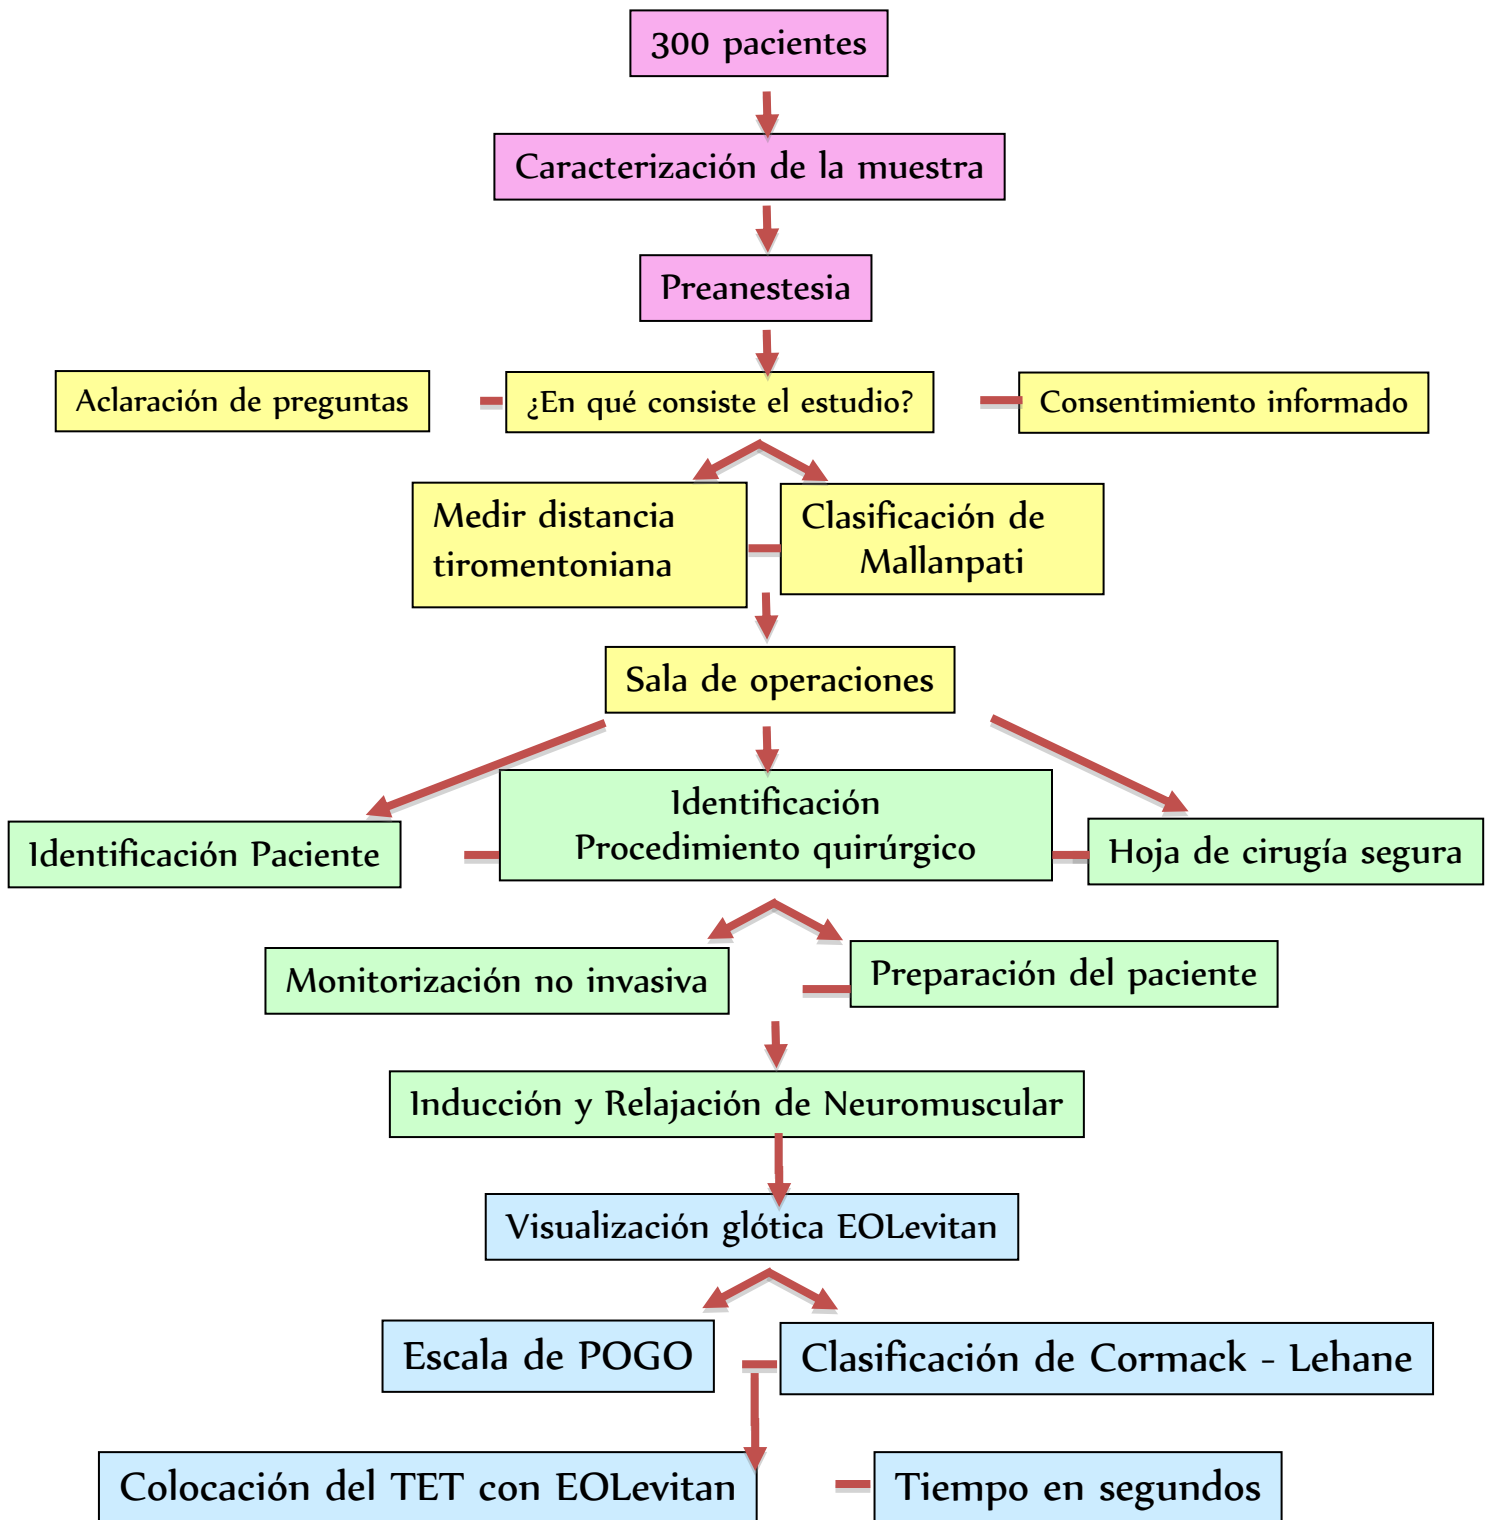 300 pacientes
Caracterización de la muestra
Preanestesia
Aclaración de preguntas
¿En qué consiste el estudio?
Consentimiento informado
Medir distancia
tiromentoniana
Clasificación de
Mallanpati
Sala de operaciones
Identificación Paciente
Identificación
Procedimiento quirúrgico
Hoja de cirugía segura
Monitorización no invasiva
Preparación del paciente
Inducción y Relajación de Neuromuscular
Visualización glótica EOLevitan
Escala de POGO
Clasificación de Cormack - Lehane
Colocación del TET con EOLevitan
Tiempo en segundos